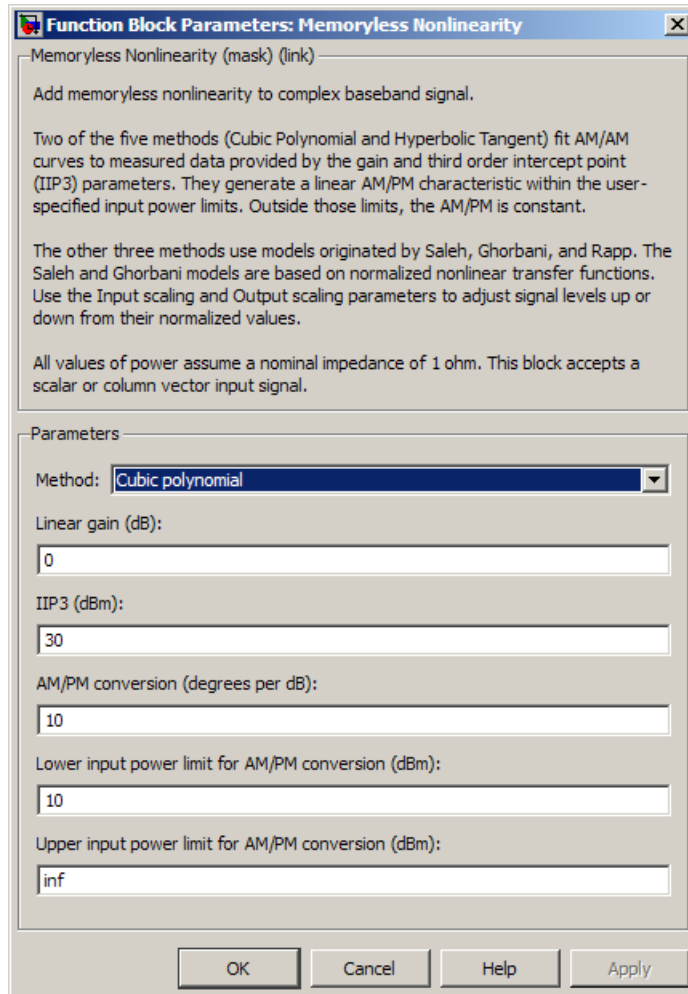 Function Block Parameters: Memoryless Nonlinearity
Memoryless Nonlinearity (mask) (link)
Add memoryless nonlinearity to complex baseband signal.
Two of the five methods (Cubic Polynomial and Hyperbolic Tangent) fit AM/AM
curves to measured data provided by the gain and third order intercept point
(IIP3) parameters. They generate a linear AM/PM characteristic within the user-
specified input power limits. Outside those limits, the AM/PM is constant.
The other three methods use models originated by Saleh, Ghorbani, and Rapp. The
Saleh and Ghorbani models are based on normalized nonlinear transfer functions.
Use the Input scaling and Output scaling parameters to adjust signal levels up or
down from their normalized values.
All values of power assume a nominal impedance of 1 ohm. This block accepts a
scalar or column vector input signal.
Parameters
Method: Cubic polynomial
Linear gain (dB):
0
IIP3 (dBm):
30
AM/PM conversion (degrees per dB):
10
Lower input power limit for AM/PM conversion (dBm):
10
Upper input power limit for AM/PM conversion (dBm):
inf
OK Cancel Help Apply